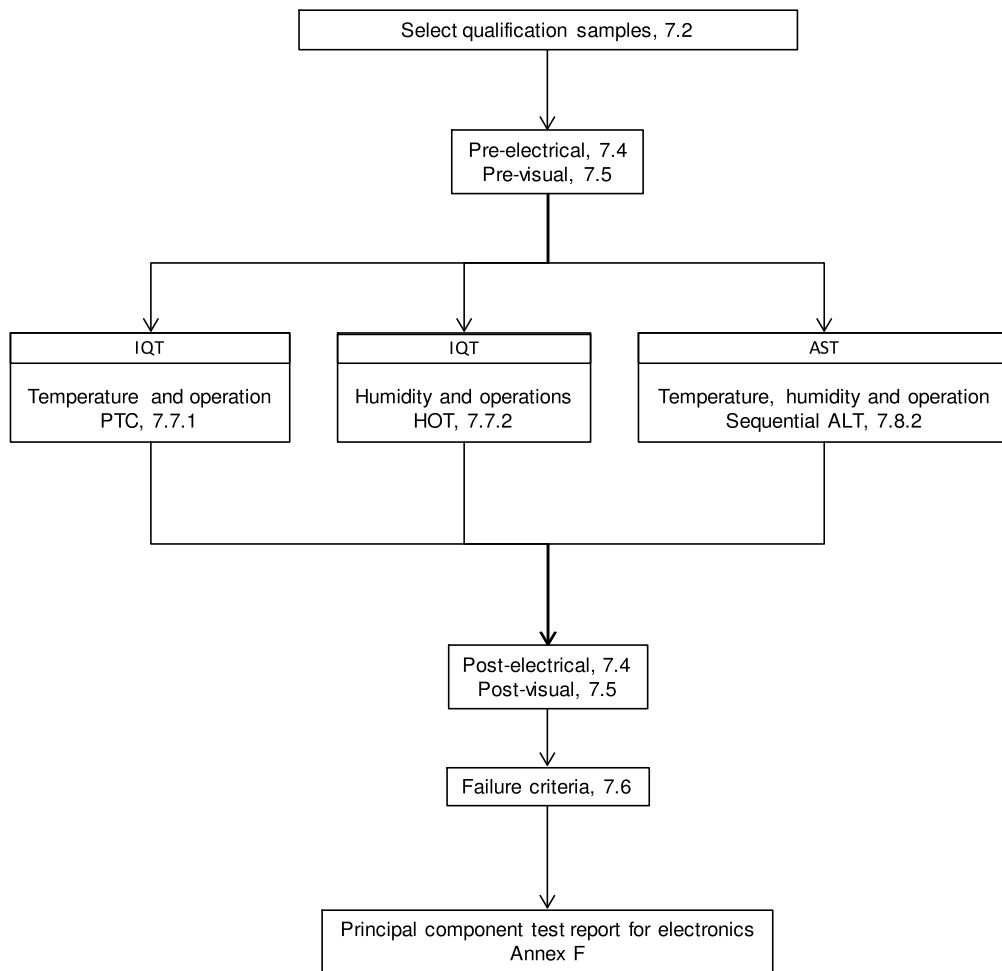 Select qualification samples, 7.2
Pre-electrical, 7.4
Pre-visual, 7.5
IQT
Temperature and operation
PTC, 7.7.1
IQT
Humidity and operations
HOT, 7.7.2
AST
Temperature, humidity and operation
Sequential ALT, 7.8.2
Post-electrical, 7.4
Post-visual, 7.5
Failure criteria, 7.6
Principal component test report for electronics
Annex F